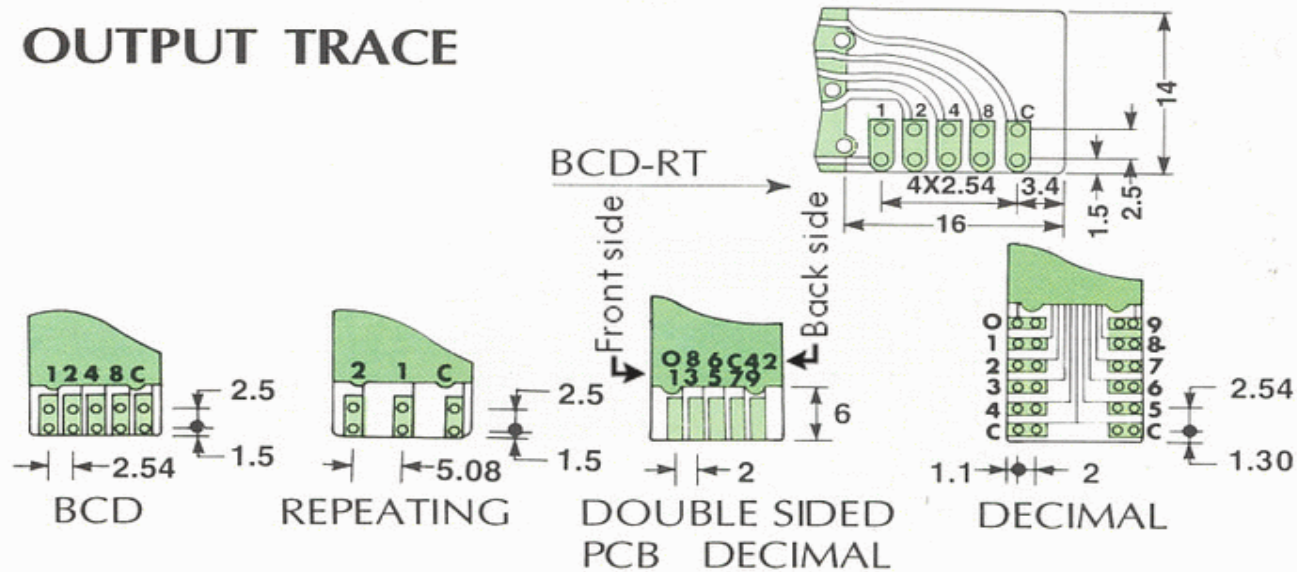 OUTPUT TRACE
1 2 4 8 C
14
BCD-RT
4X2.54 3.4
16
1.5
2.5
Front side
Back side
1 2 4 8 C
2.5
1.5
2.54
BCD
2 1 C
2.5
1.5
5.08
REPEATING
0 8 6 C 4 2
1 3 5 7 9
6
2
DOUBLE SIDED
PCB DECIMAL
0 9
1 8
2 7
3 6
4 5
C C
2.54
1.30
1.1 2
DECIMAL